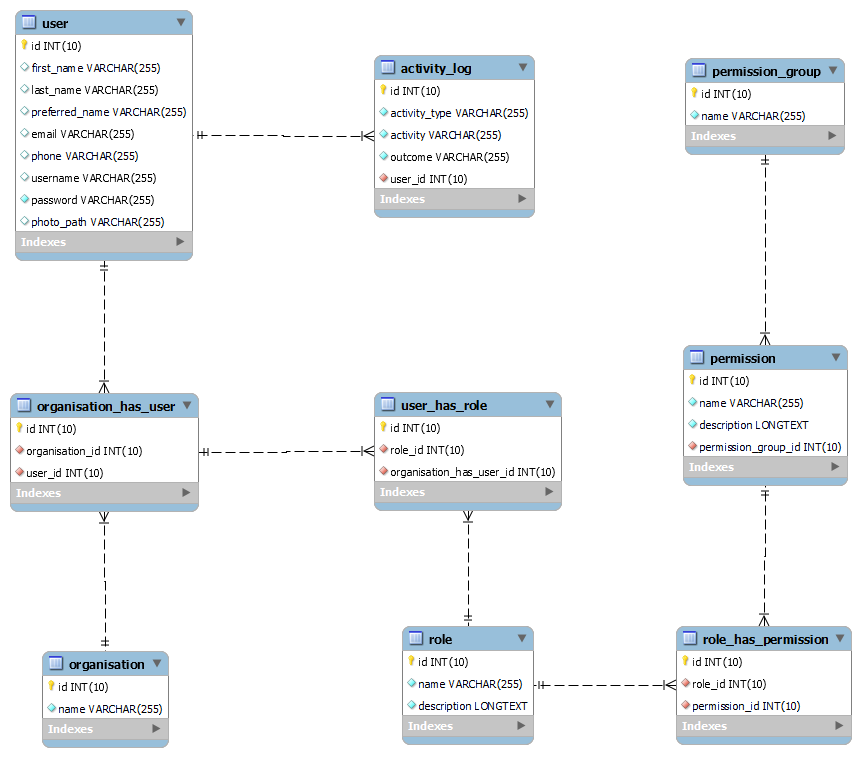 user
id INT(10)
first_name VARCHAR(255)
last_name VARCHAR(255)
preferred_name VARCHAR(255)
email VARCHAR(255)
phone VARCHAR(255)
username VARCHAR(255)
password VARCHAR(255)
photo_path VARCHAR(255)
Indexes
activity_log
id INT(10)
activity_type VARCHAR(255)
activity VARCHAR(255)
outcome VARCHAR(255)
user_id INT(10)
Indexes
permission_group
id INT(10)
name VARCHAR(255)
Indexes
organisation_has_user
id INT(10)
organisation_id INT(10)
user_id INT(10)
Indexes
user_has_role
id INT(10)
role_id INT(10)
organisation_has_user_id INT(10)
Indexes
permission
id INT(10)
name VARCHAR(255)
description LONGTEXT
permission_group_id INT(10)
Indexes
organisation
id INT(10)
name VARCHAR(255)
Indexes
role
id INT(10)
name VARCHAR(255)
description LONGTEXT
Indexes
role_has_permission
id INT(10)
role_id INT(10)
permission_id INT(10)
Indexes